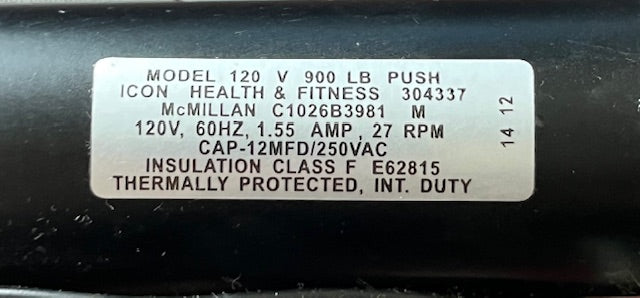 MODEL 120 V 900 LB PUSH
ICON HEALTH & FITNESS 304337
McMILLAN C1026B3981 M
120V, 60HZ, 1.55 AMP, 27 RPM
CAP-12MFD/250VAC
INSULATION CLASS F E62815
THERMALLY PROTECTED, INT. DUTY
14 12